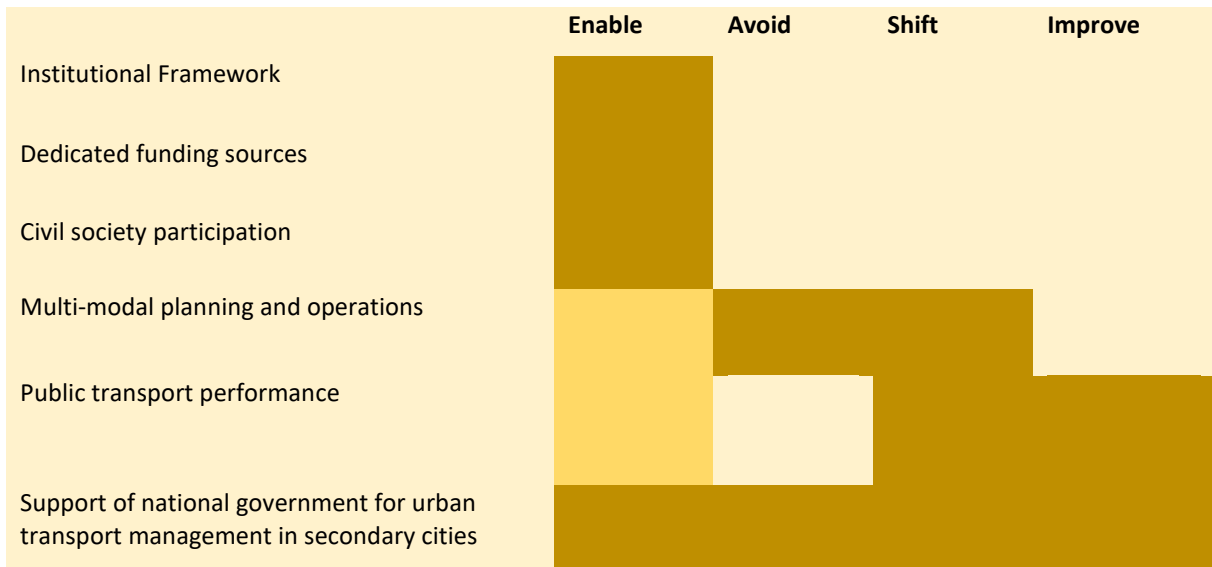 Enable Avoid Shift Improve
Institutional Framework
Dedicated funding sources
Civil society participation
Multi-modal planning and operations
Public transport performance
Support of national government for urban
transport management in secondary cities